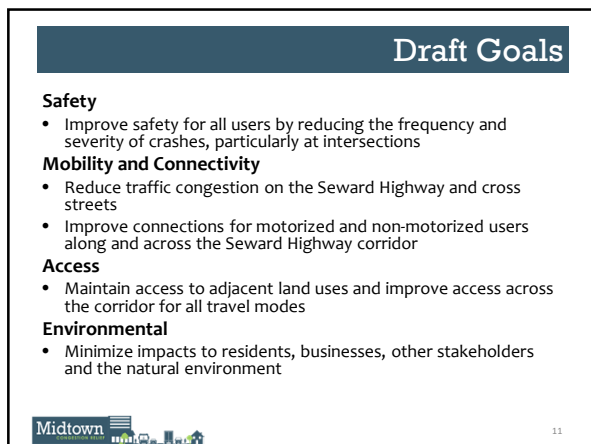 Draft Goals
Safety
• Improve safety for all users by reducing the frequency and
severity of crashes, particularly at intersections
Mobility and Connectivity
• Reduce traffic congestion on the Seward Highway and cross
streets
• Improve connections for motorized and non-motorized users
along and across the Seward Highway corridor
Access
• Maintain access to adjacent land uses and improve access across
the corridor for all travel modes
Environmental
• Minimize impacts to residents, businesses, other stakeholders
and the natural environment
Midtown
CONGESTION RELIEF
11